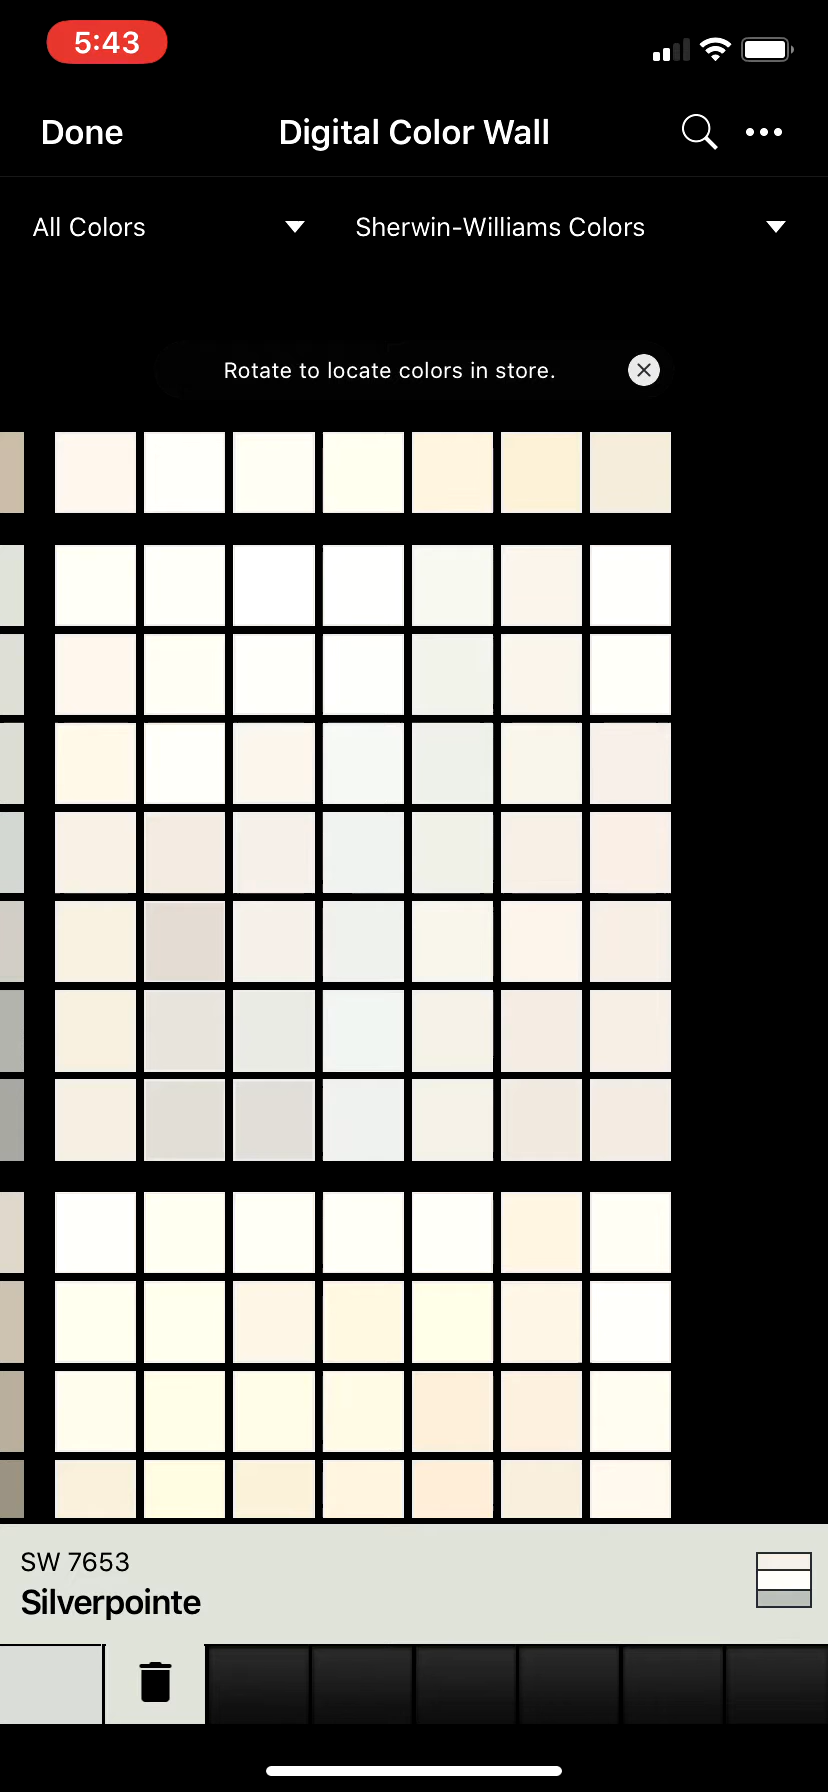 5:43
Done
Digital Color Wall
All Colors
Sherwin-Williams Colors
Rotate to locate colors in store.
SW 7653
Silverpointe